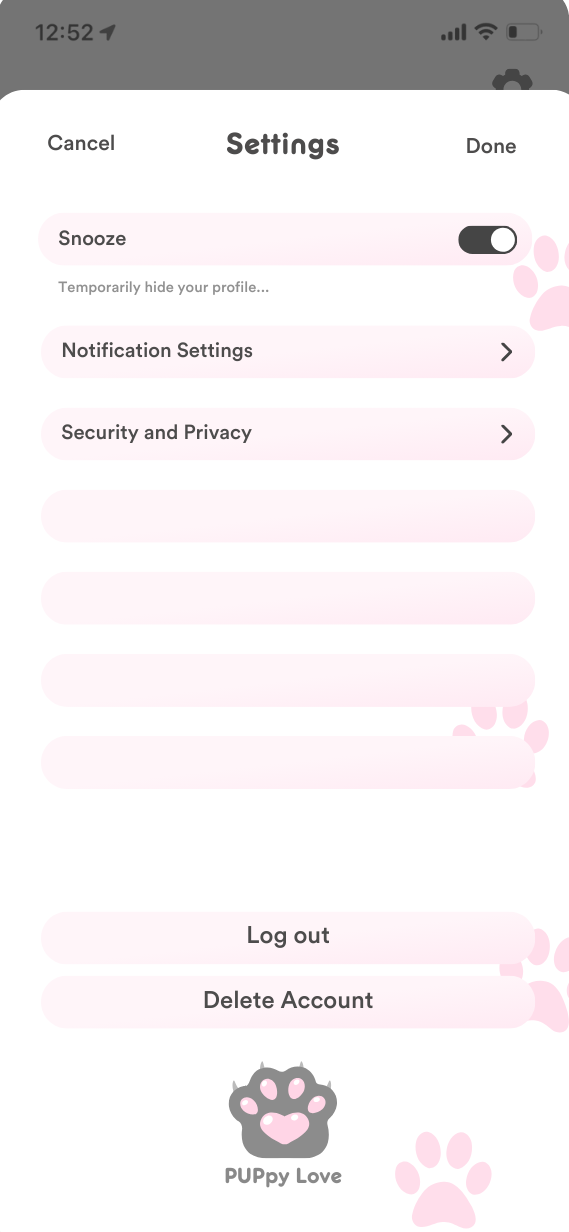 12:52
Cancel
Settings
Done
Snooze
Temporarily hide your profile...
Notification Settings
Security and Privacy
Log out
Delete Account
PUPpy Love